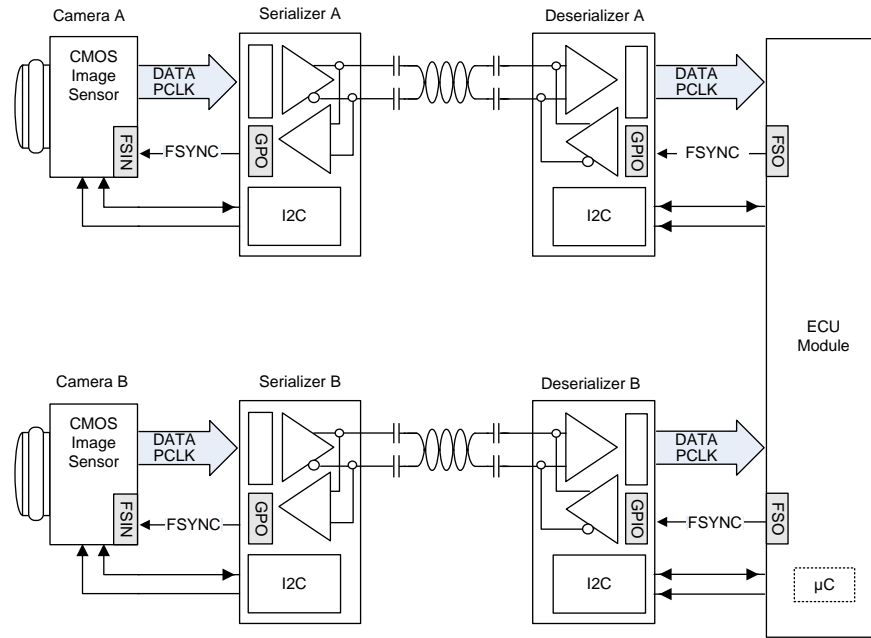 Camera A
Serializer A
Deserializer A
CMOS
Image
Sensor
DATA
PCLK
DATA
PCLK
FSIN
FSYNC
GPO
GPIO
FSYNC
FSO
I2C
I2C
ECU
Module
Camera B
Serializer B
Deserializer B
CMOS
Image
Sensor
DATA
PCLK
DATA
PCLK
FSIN
FSYNC
GPO
GPIO
FSYNC
FSO
I2C
I2C
µC